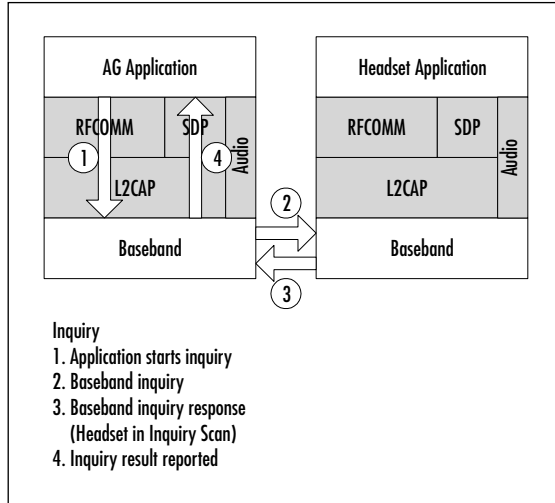 AG Application
Headset Application
RFCOMM
SDP
Audio
RFCOMM
SDP
Audio
1
4
L2CAP
L2CAP
2
Baseband
Baseband
3
Inquiry
1. Application starts inquiry
2. Baseband inquiry
3. Baseband inquiry response
(Headset in Inquiry Scan)
4. Inquiry result reported